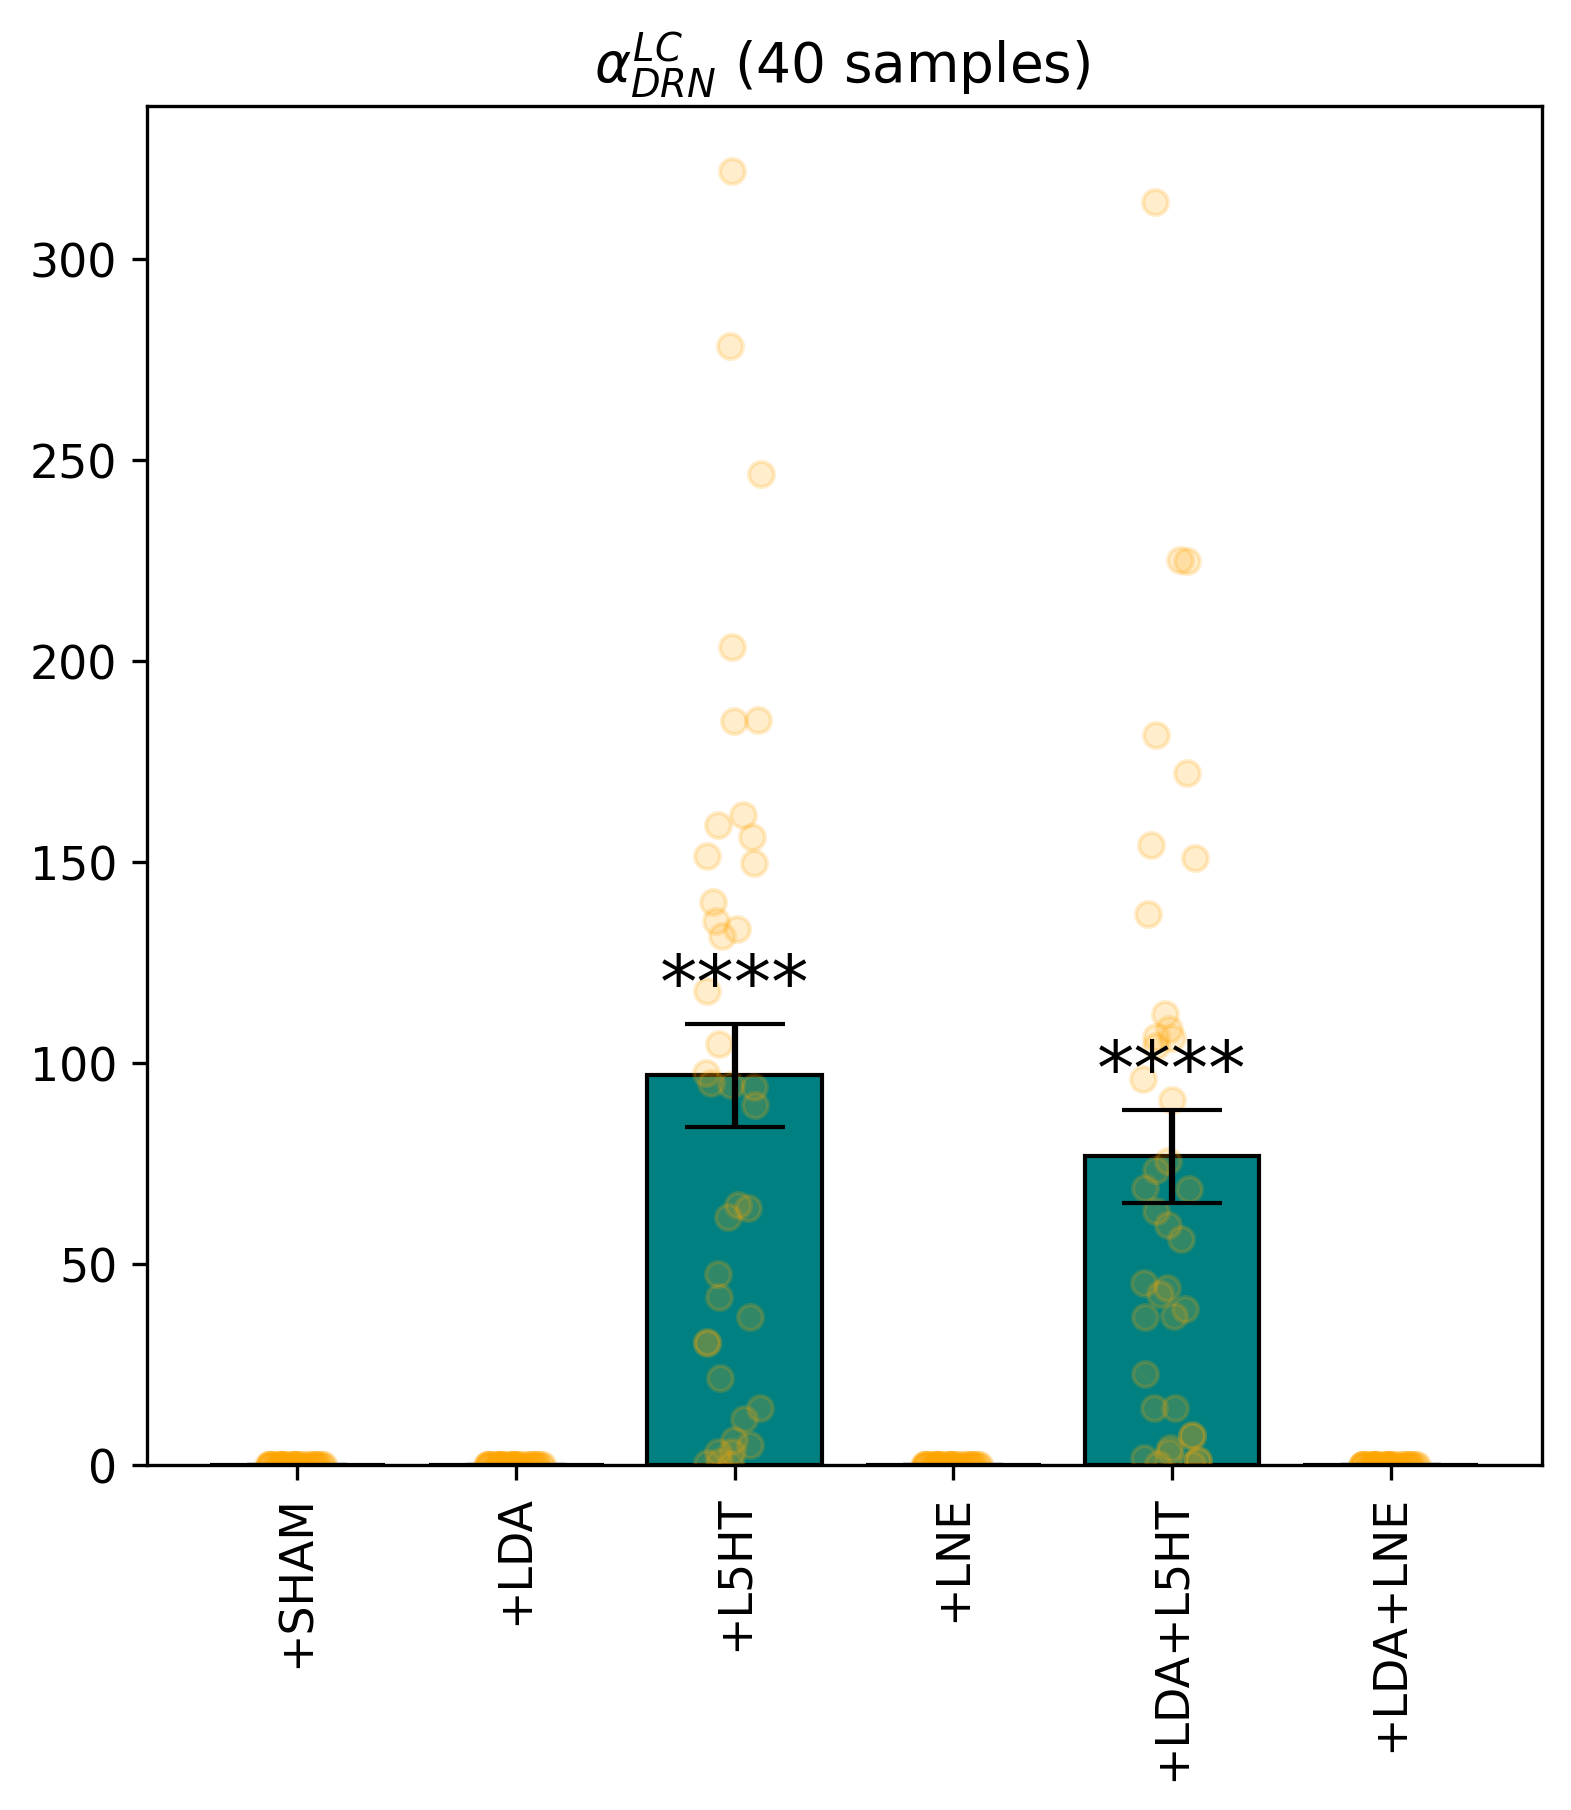 α_{DRN}^{LC} (40 samples)
300
250
200
150
100
50
0
****
****
+SHAM
+LDA
+L5HT
+LNE
+LDA+L5HT
+LDA+LNE